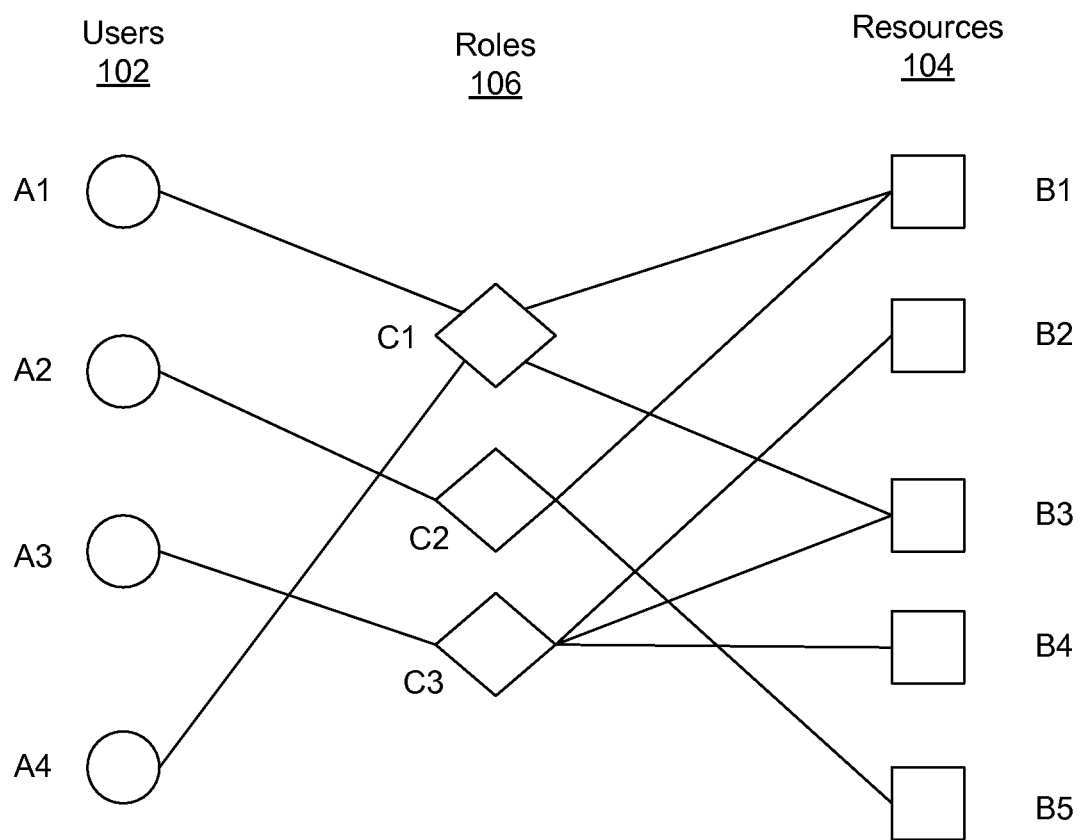 Users
102
Roles
106
Resources
104
A1
B1
C1
B2
A2
C2
B3
A3
C3
B4
A4
B5